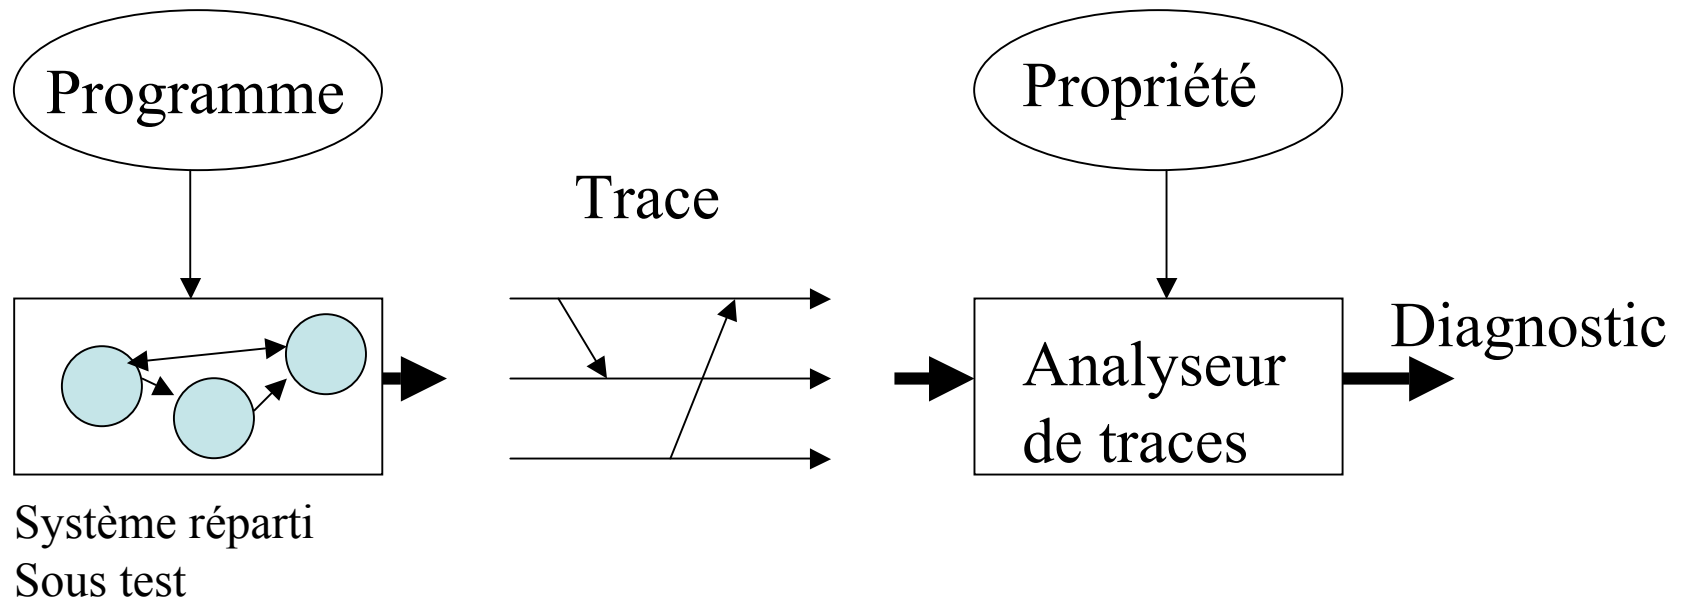 Programme
Propriété
Trace
Diagnostic
Analyseur
de traces
Système réparti
Sous test